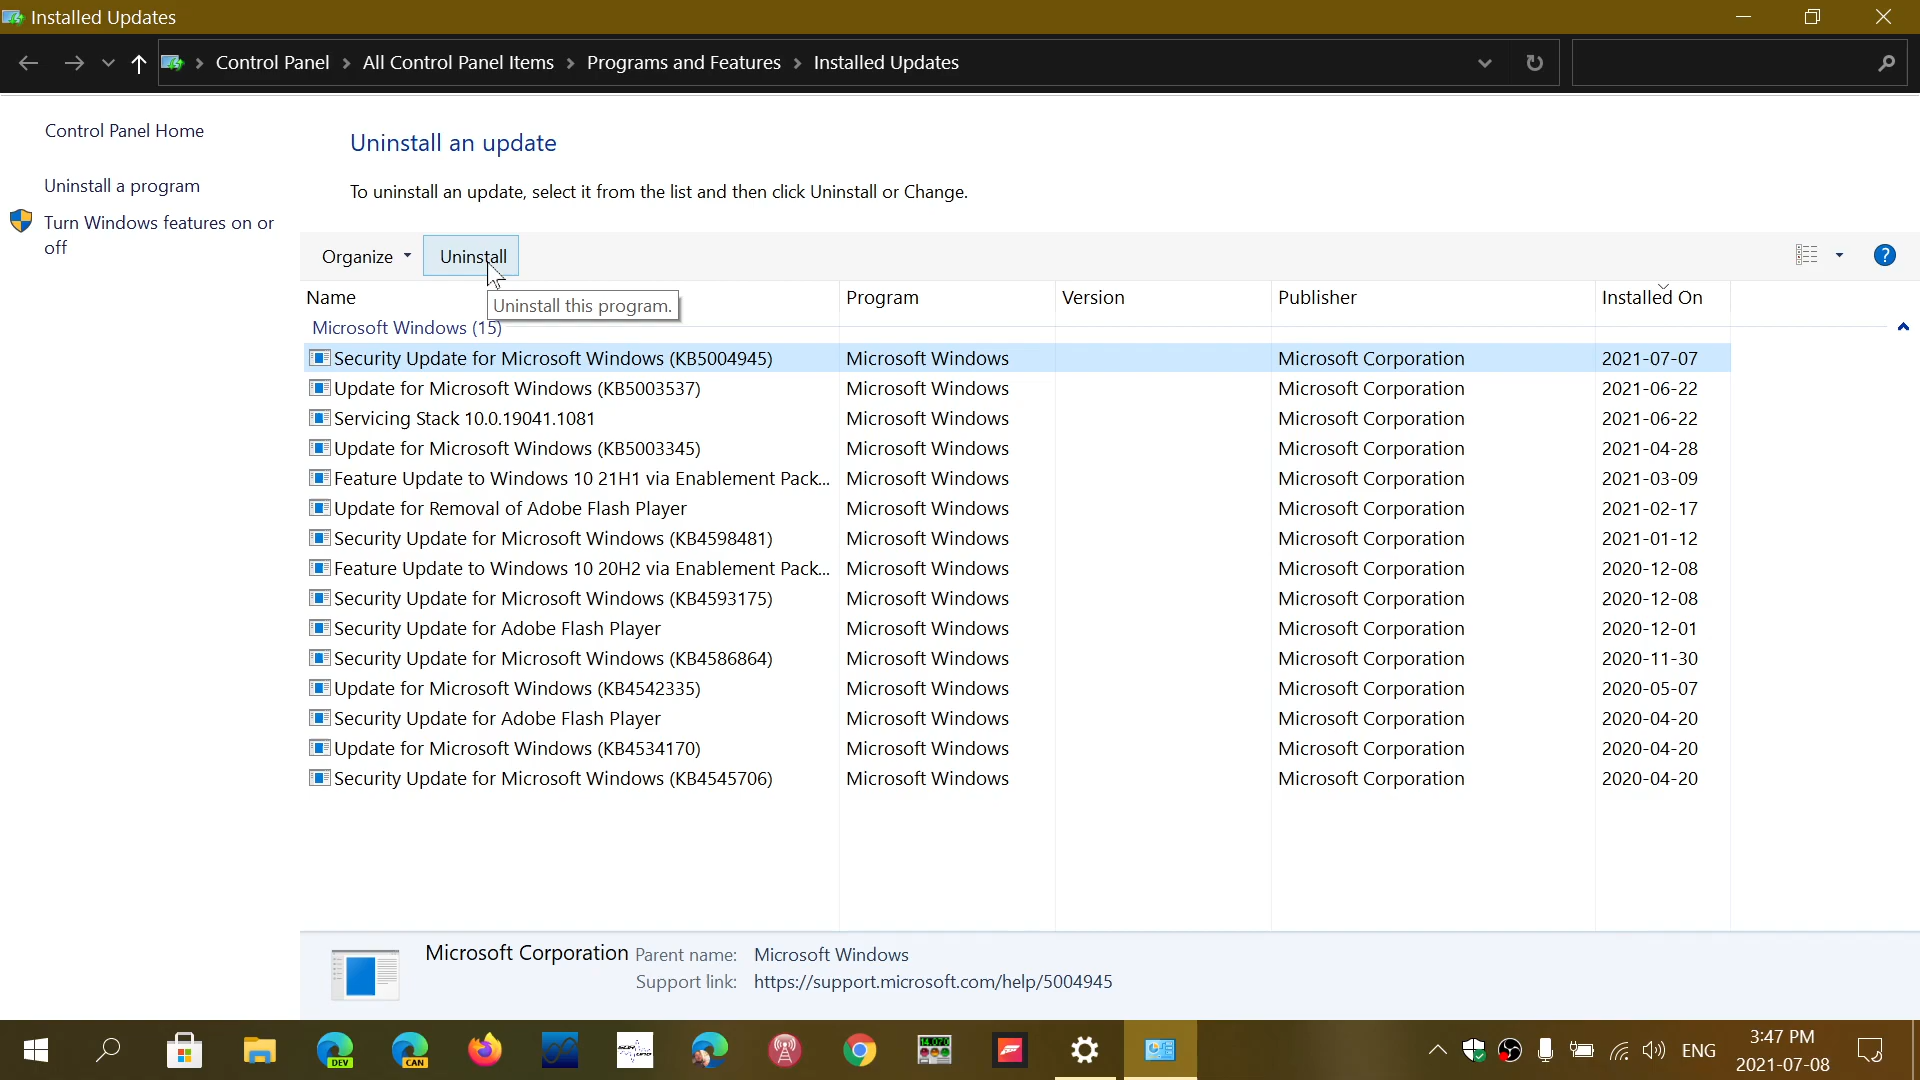 Installed Updates
Control Panel > All Control Panel Items > Programs and Features > Installed Updates
Control Panel Home
Uninstall a program
Turn Windows features on or
off
Uninstall an update
To uninstall an update, select it from the list and then click Uninstall or Change.
Organize Uninstall
Uninstall this program.
Name Program Version Publisher Installed On
Microsoft Windows (15)
Security Update for Microsoft Windows (KB5004945) Microsoft Windows Microsoft Corporation 2021-07-07
Update for Microsoft Windows (KB5003537) Microsoft Windows Microsoft Corporation 2021-06-22
Servicing Stack 10.0.19041.1081 Microsoft Windows Microsoft Corporation 2021-06-22
Update for Microsoft Windows (KB5003345) Microsoft Windows Microsoft Corporation 2021-04-28
Feature Update to Windows 10 21H1 via Enablement Pack... Microsoft Windows Microsoft Corporation 2021-03-09
Update for Removal of Adobe Flash Player Microsoft Windows Microsoft Corporation 2021-02-17
Security Update for Microsoft Windows (KB4598481) Microsoft Windows Microsoft Corporation 2021-01-12
Feature Update to Windows 10 20H2 via Enablement Pack... Microsoft Windows Microsoft Corporation 2020-12-08
Security Update for Microsoft Windows (KB4593175) Microsoft Windows Microsoft Corporation 2020-12-08
Security Update for Adobe Flash Player Microsoft Windows Microsoft Corporation 2020-12-01
Security Update for Microsoft Windows (KB4586864) Microsoft Windows Microsoft Corporation 2020-11-30
Update for Microsoft Windows (KB4542335) Microsoft Windows Microsoft Corporation 2020-05-07
Security Update for Adobe Flash Player Microsoft Windows Microsoft Corporation 2020-04-20
Update for Microsoft Windows (KB4534170) Microsoft Windows Microsoft Corporation 2020-04-20
Security Update for Microsoft Windows (KB4545706) Microsoft Windows Microsoft Corporation 2020-04-20
Microsoft Corporation Parent name: Microsoft Windows
Support link: https://support.microsoft.com/help/5004945
DEV
CAN
14.070
ENG
3:47 PM
2021-07-08